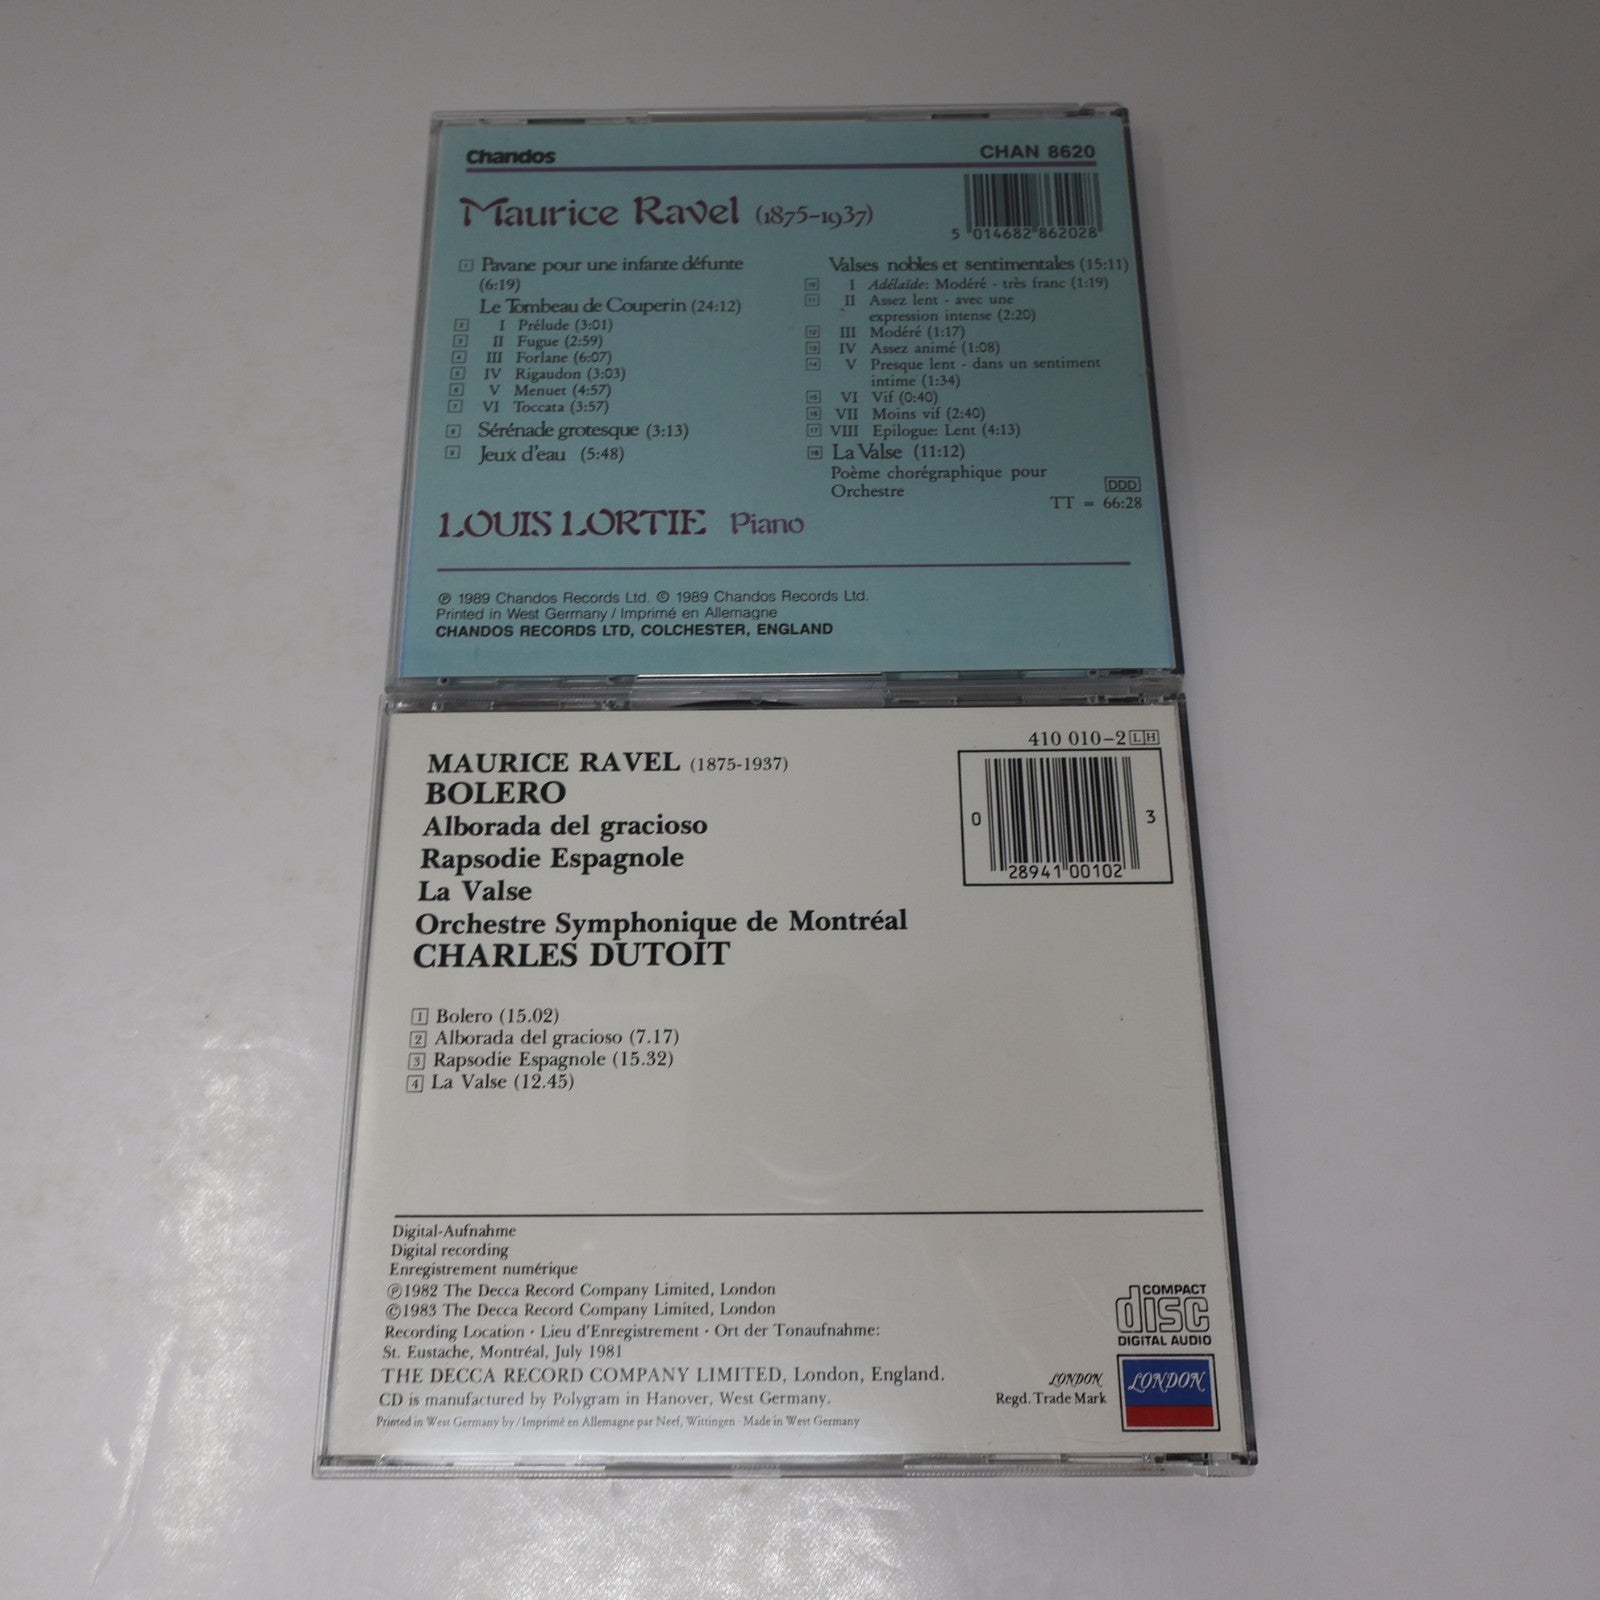 Chandos
CHAN 8620
Maurice Ravel (1875-1937)
5 014682 862028
1 Pavane pour une infante défunte
(6:19)
Le Tombeau de Couperin (24:12)
2 I Prélude (3:01)
3 II Fugue (2:59)
4 III Forlane (6:07)
5 IV Rigaudon (3:03)
6 V Menuet (4:57)
7 VI Toccata (3:57)
8 Sérénade grotesque (3:13)
9 Jeux d'eau (5:48)
Valses nobles et sentimentales (15:11)
10 I Adélaïde: Modéré - très franc (1:19)
11 II Assez lent - avec une
expression intense (2:20)
12 III Modéré (1:17)
13 IV Assez animé (1:08)
14 V Presque lent - dans un sentiment
intime (1:34)
15 VI Vif (0:40)
16 VII Moins vif (2:40)
17 VIII Epilogue: Lent (4:13)
18 La Valse (11:12)
Poème chorégraphique pour
Orchestre
DDD
TT = 66:28
LOUIS LORTIE Piano
℗ 1989 Chandos Records Ltd. © 1989 Chandos Records Ltd.
Printed in West Germany / Imprimé en Allemagne
CHANDOS RECORDS LTD, COLCHESTER, ENGLAND
410 010-2 LH
MAURICE RAVEL (1875-1937)
BOLERO
Alborada del gracioso
Rapsodie Espagnole
La Valse
Orchestre Symphonique de Montréal
CHARLES DUTOIT
0 28941 00102 3
1 Bolero (15.02)
2 Alborada del gracioso (7.17)
3 Rapsodie Espagnole (15.32)
4 La Valse (12.45)
Digital-Aufnahme
Digital recording
Enregistrement numérique
℗1982 The Decca Record Company Limited, London
©1983 The Decca Record Company Limited, London
Recording Location · Lieu d'Enregistrement · Ort der Tonaufnahme:
St. Eustache, Montréal, July 1981
THE DECCA RECORD COMPANY LIMITED, London, England.
CD is manufactured by Polygram in Hanover, West Germany.
Printed in West Germany by / Imprimé en Allemagne par Neef, Wittingen · Made in West Germany
COMPACT
disc
DIGITAL AUDIO
LONDON
Regd. Trade Mark
LONDON